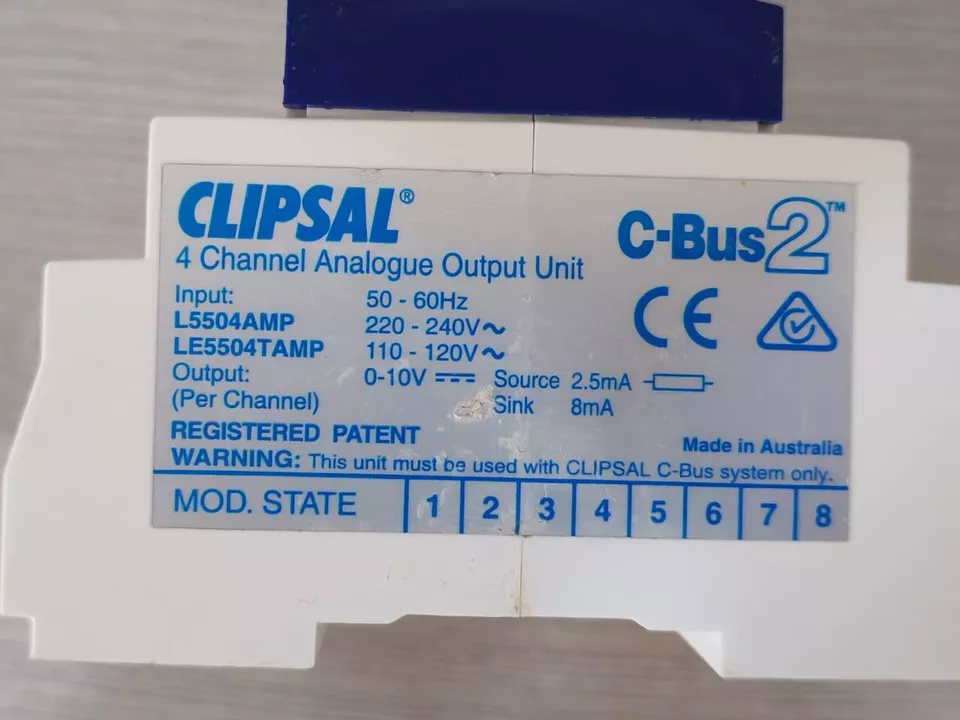 CLIPSAL®
C-Bus2™
4 Channel Analogue Output Unit
Input: 50 - 60Hz
L5504AMP 220 - 240V~
LE5504TAMP 110 - 120V~
Output: 0-10V Source 2.5mA
(Per Channel) Sink 8mA
REGISTERED PATENT
Made in Australia
WARNING: This unit must be used with CLIPSAL C-Bus system only.
MOD. STATE 1 2 3 4 5 6 7 8
CE